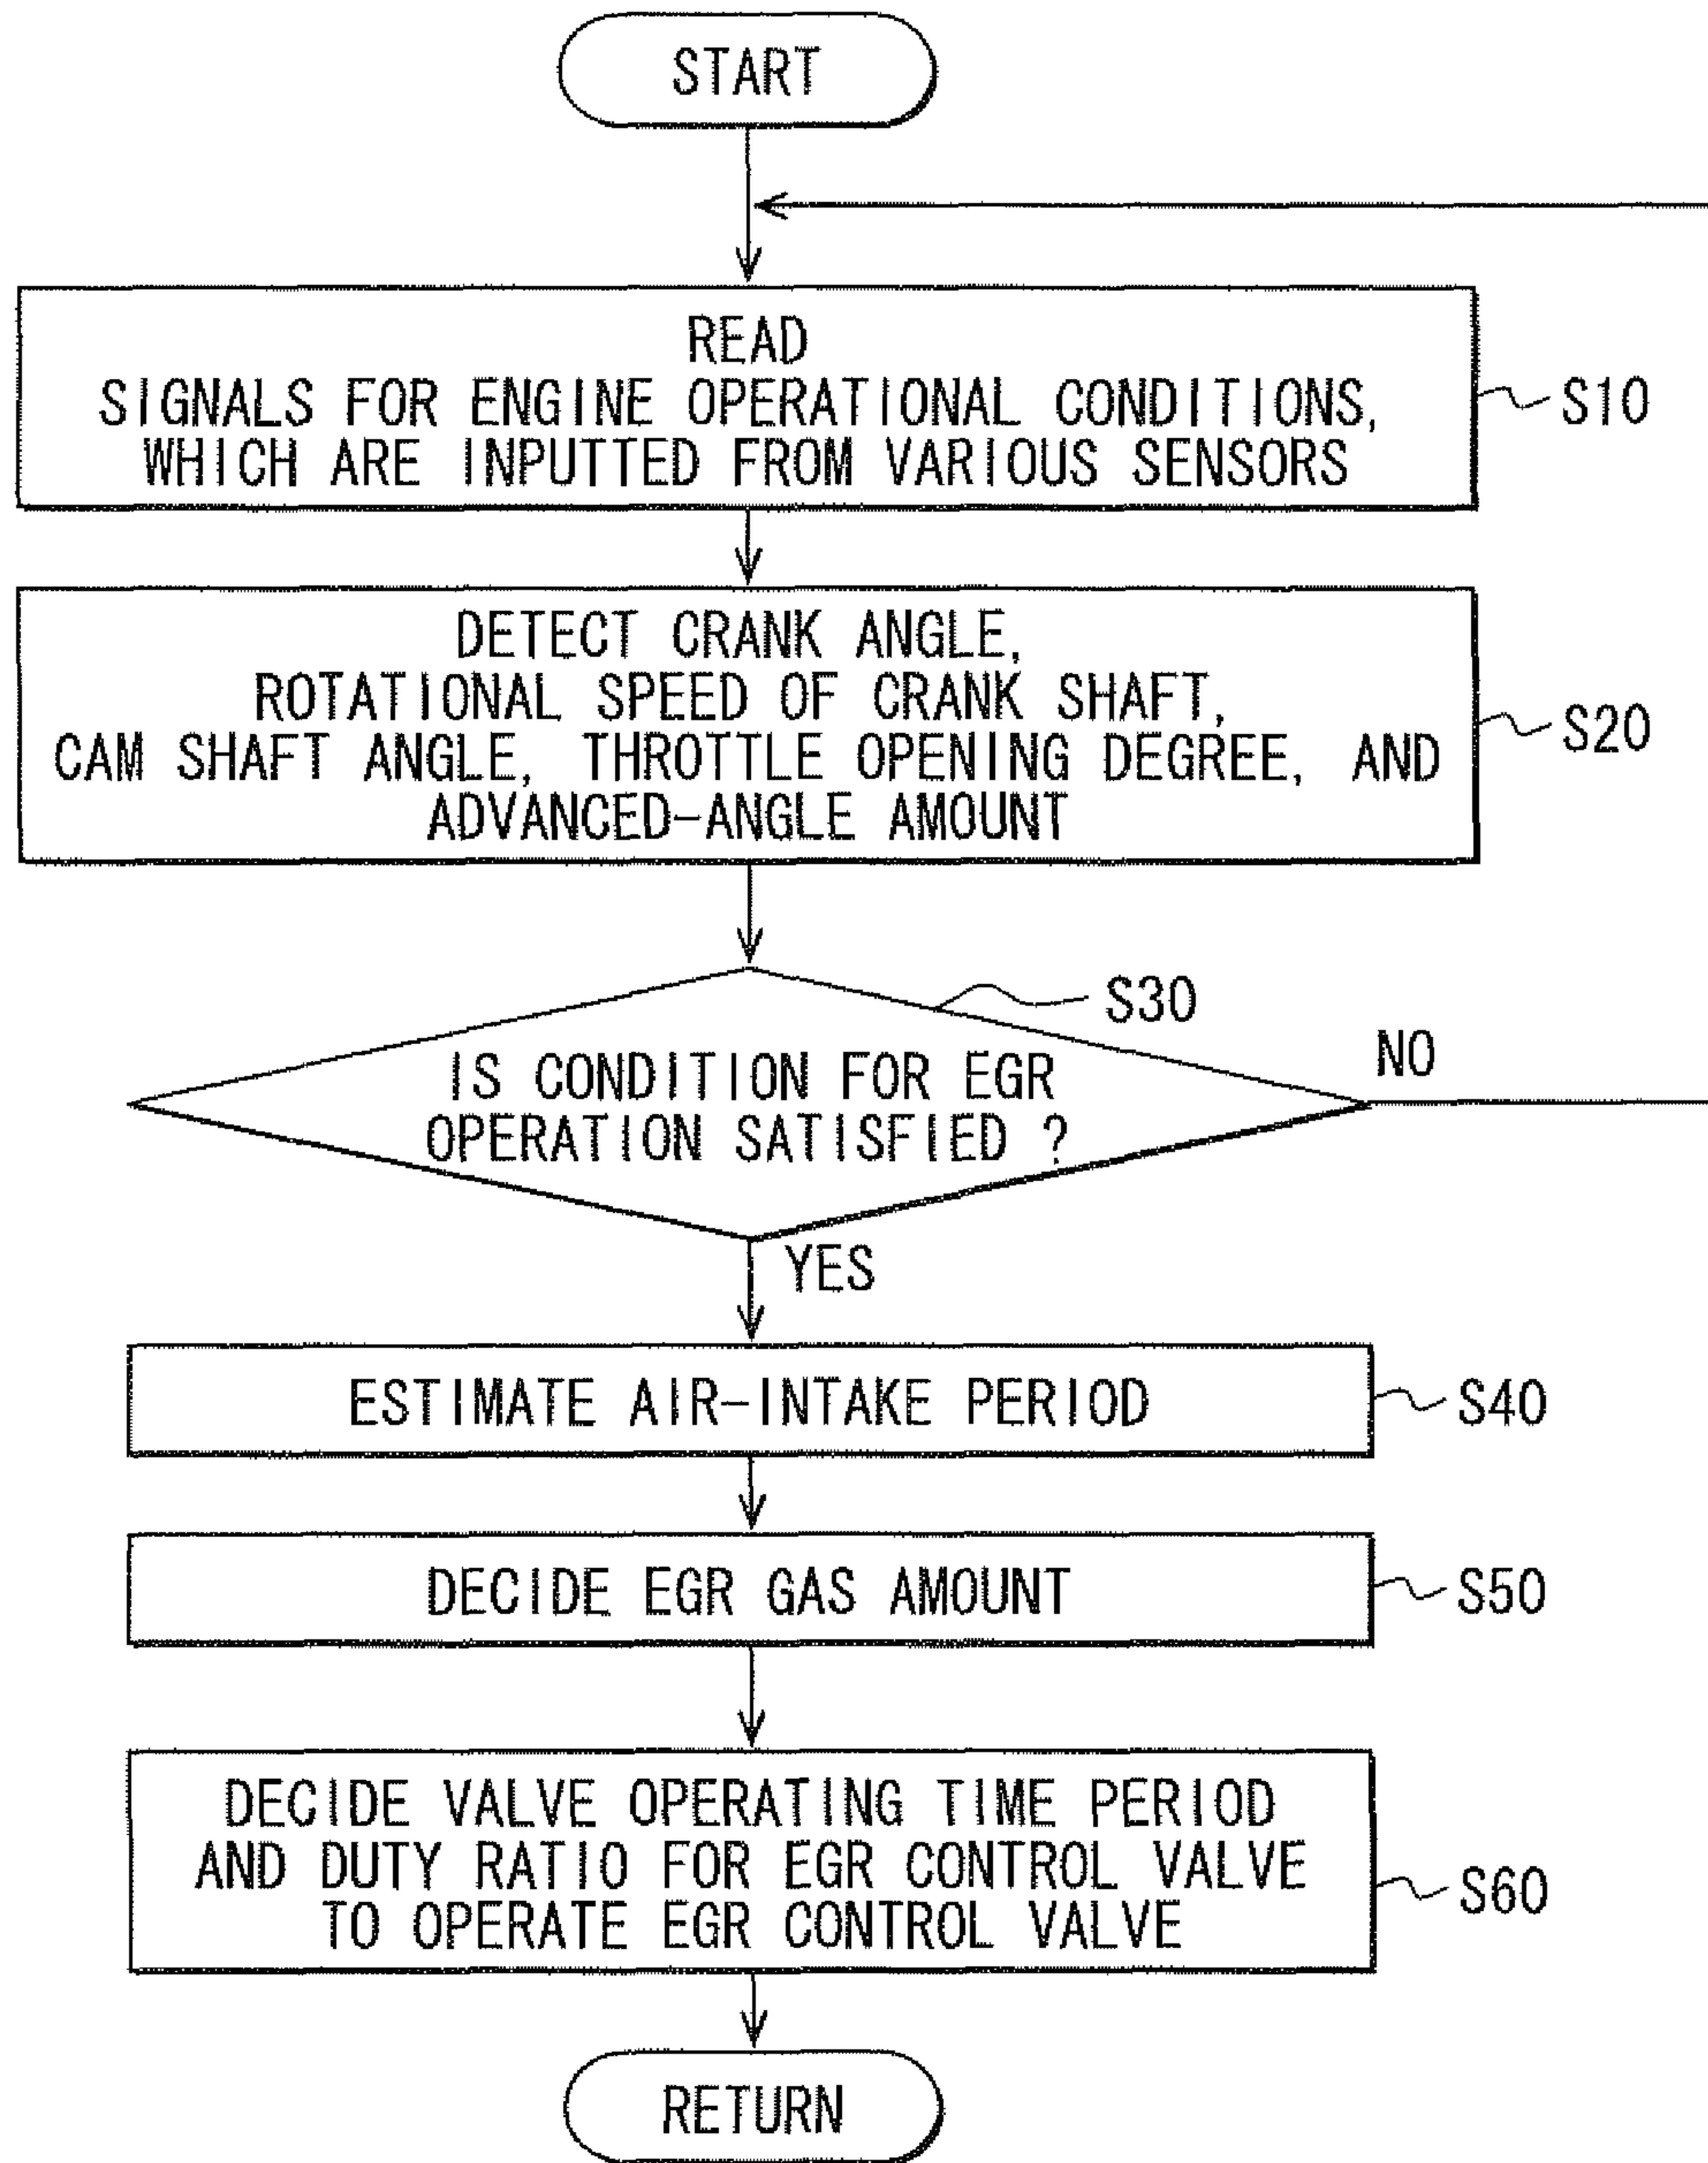 START
READ
SIGNALS FOR ENGINE OPERATIONAL CONDITIONS,
WHICH ARE INPUTTED FROM VARIOUS SENSORS
S10
DETECT CRANK ANGLE,
ROTATIONAL SPEED OF CRANK SHAFT,
CAM SHAFT ANGLE, THROTTLE OPENING DEGREE, AND
ADVANCED-ANGLE AMOUNT
S20
S30
IS CONDITION FOR EGR
OPERATION SATISFIED ?
NO
YES
ESTIMATE AIR-INTAKE PERIOD
S40
DECIDE EGR GAS AMOUNT
S50
DECIDE VALVE OPERATING TIME PERIOD
AND DUTY RATIO FOR EGR CONTROL VALVE
TO OPERATE EGR CONTROL VALVE
S60
RETURN